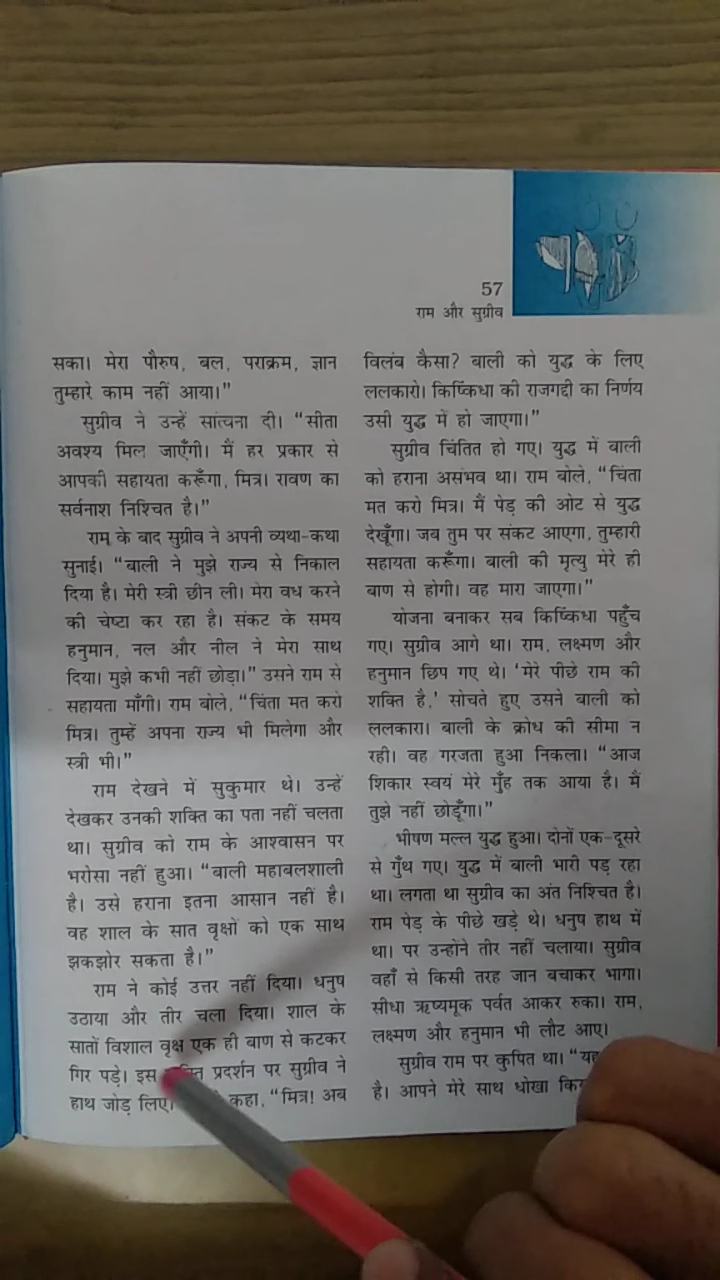 57
राम और सुग्रीव
सका। मेरा पौरुष, बल, पराक्रम, ज्ञान
तुम्हारे काम नहीं आया।”
सुग्रीव ने उन्हें सांत्वना दी। “सीता
अवश्य मिल जाएँगी। मैं हर प्रकार से
आपकी सहायता करूँगा, मित्र। रावण का
सर्वनाश निश्चित है।”
राम के बाद सुग्रीव ने अपनी व्यथा-कथा
सुनाई। “बाली ने मुझे राज्य से निकाल
दिया है। मेरी स्त्री छीन ली। मेरा वध करने
की चेष्टा कर रहा है। संकट के समय
हनुमान, नल और नील ने मेरा साथ
दिया। मुझे कभी नहीं छोड़ा।” उसने राम से
सहायता माँगी। राम बोले, “चिंता मत करो
मित्र। तुम्हें अपना राज्य भी मिलेगा और
स्त्री भी।”
राम देखने में सुकुमार थे। उन्हें
देखकर उनकी शक्ति का पता नहीं चलता
था। सुग्रीव को राम के आश्वासन पर
भरोसा नहीं हुआ। “बाली महाबलशाली
है। उसे हराना इतना आसान नहीं है।
वह शाल के सात वृक्षों को एक साथ
झकझोर सकता है।”
राम ने कोई उत्तर नहीं दिया। धनुष
उठाया और तीर चला दिया। शाल के
सातों विशाल वृक्ष एक ही बाण से कटकर
गिर पड़े। इस प्रदर्शन पर सुग्रीव ने
हाथ जोड़ लिए। कहा, “मित्र! अब
विलंब कैसा? बाली को युद्ध के लिए
ललकारो। किष्किंधा की राजगद्दी का निर्णय
उसी युद्ध में हो जाएगा।”
सुग्रीव चिंतित हो गए। युद्ध में बाली
को हराना असंभव था। राम बोले, “चिंता
मत करो मित्र। मैं पेड़ की ओट से युद्ध
देखूँगा। जब तुम पर संकट आएगा, तुम्हारी
सहायता करूँगा। बाली की मृत्यु मेरे ही
बाण से होगी। वह मारा जाएगा।”
योजना बनाकर सब किष्किंधा पहुँच
गए। सुग्रीव आगे था। राम, लक्ष्मण और
हनुमान छिप गए थे। ‘मेरे पीछे राम की
शक्ति है,’ सोचते हुए उसने बाली को
ललकारा। बाली के क्रोध की सीमा न
रही। वह गरजता हुआ निकला। “आज
शिकार स्वयं मेरे मुँह तक आया है। मैं
तुझे नहीं छोडूँगा।”
भीषण मल्ल युद्ध हुआ। दोनों एक-दूसरे
से गुँथ गए। युद्ध में बाली भारी पड़ रहा
था। लगता था सुग्रीव का अंत निश्चित है।
राम पेड़ के पीछे खड़े थे। धनुष हाथ में
था। पर उन्होंने तीर नहीं चलाया। सुग्रीव
वहाँ से किसी तरह जान बचाकर भागा।
सीधा ऋष्यमूक पर्वत आकर रुका। राम,
लक्ष्मण और हनुमान भी लौट आए।
सुग्रीव राम पर कुपित था। “यह
है। आपने मेरे साथ धोखा